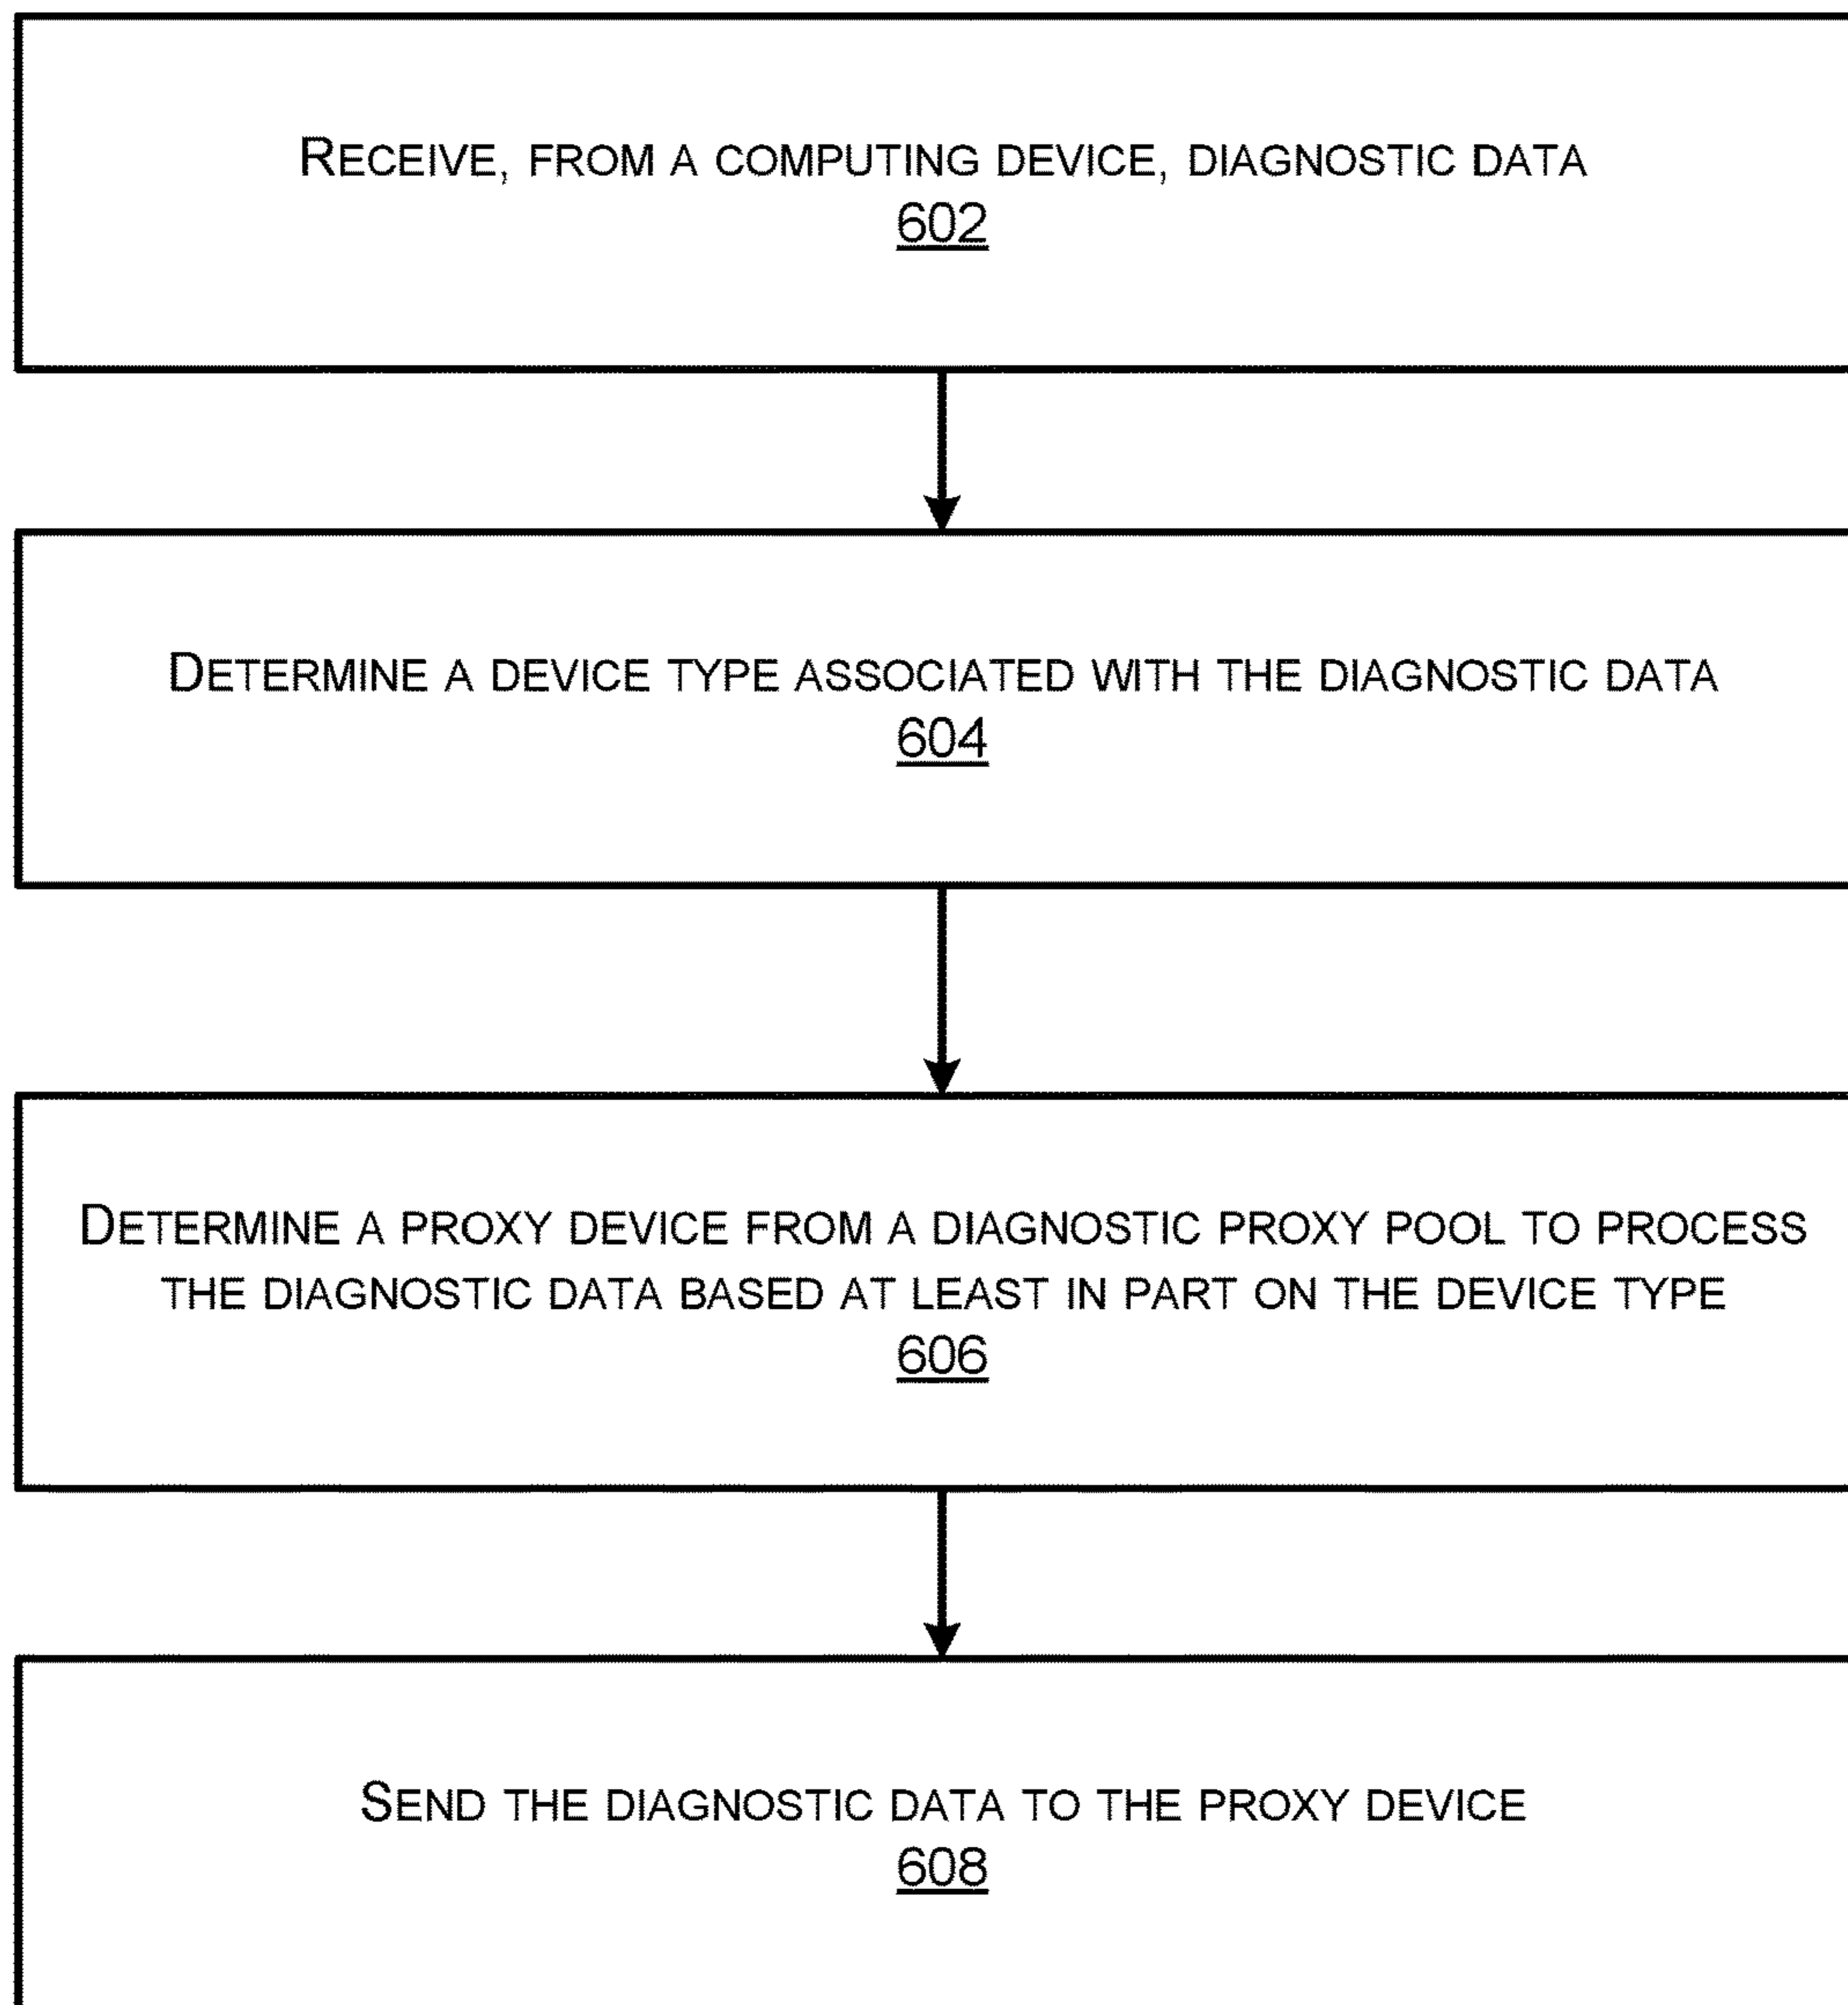 RECEIVE, FROM A COMPUTING DEVICE, DIAGNOSTIC DATA
602
DETERMINE A DEVICE TYPE ASSOCIATED WITH THE DIAGNOSTIC DATA
604
DETERMINE A PROXY DEVICE FROM A DIAGNOSTIC PROXY POOL TO PROCESS
THE DIAGNOSTIC DATA BASED AT LEAST IN PART ON THE DEVICE TYPE
606
SEND THE DIAGNOSTIC DATA TO THE PROXY DEVICE
608